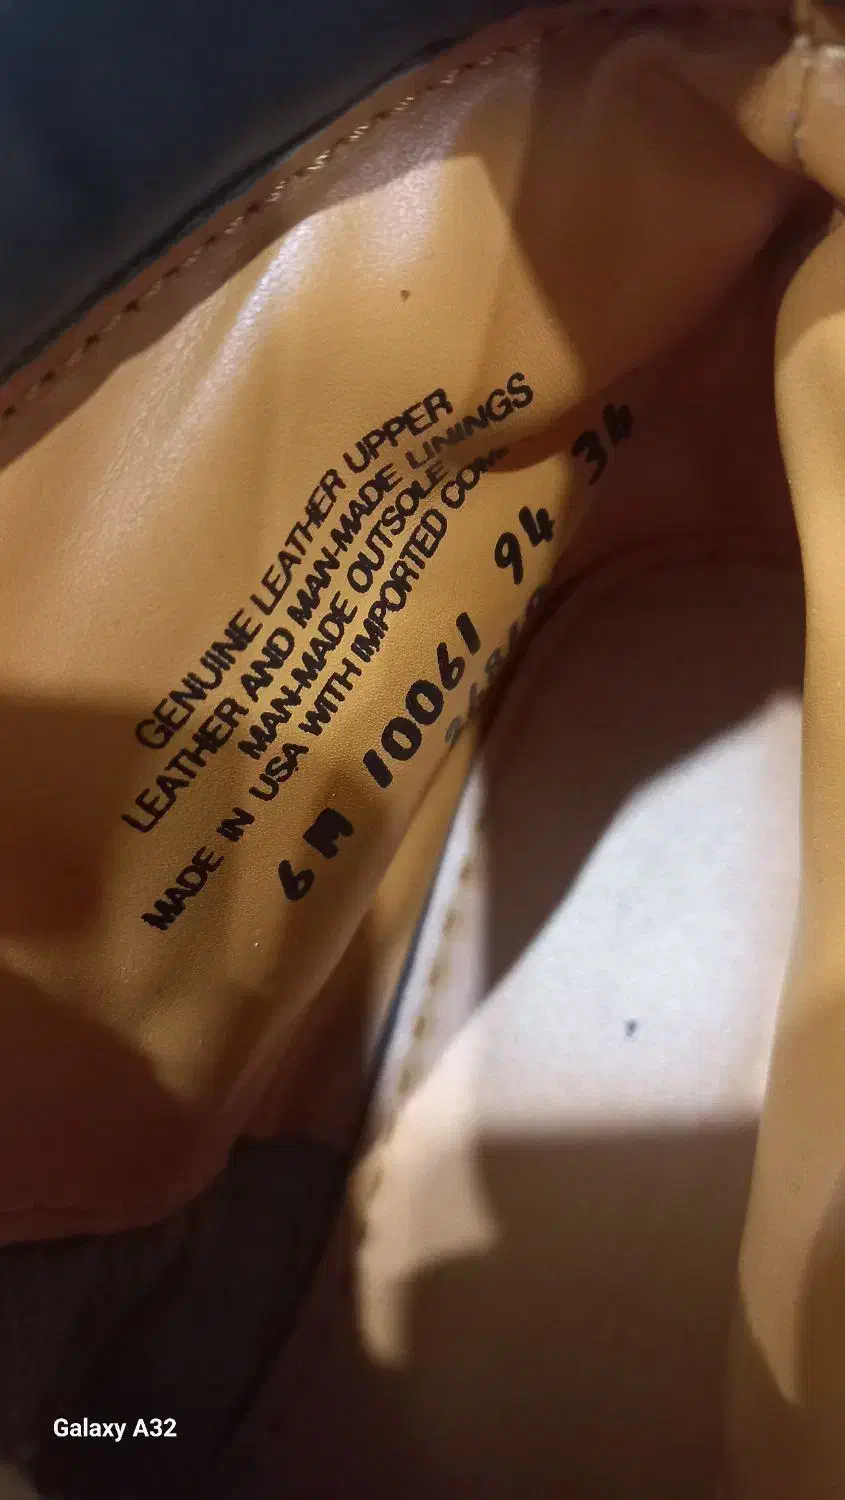 GENUINE LEATHER UPPER
LEATHER AND MAN-MADE LININGS
MAN-MADE OUTSOLE
MADE IN USA WITH IMPORTED
6 M 10061 94 34
Galaxy A32